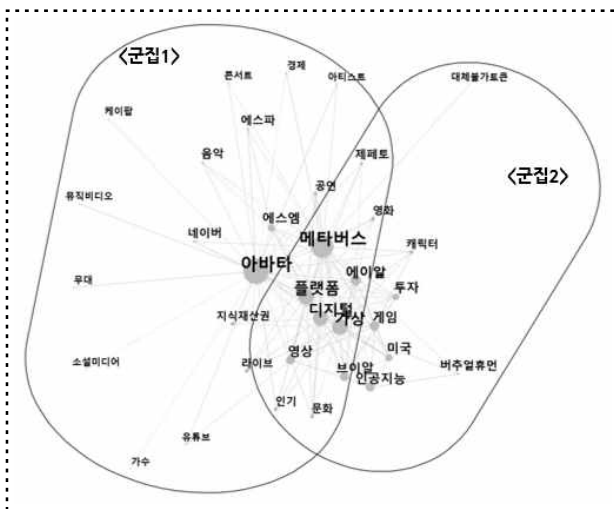 <군집1>
콘서트
경제
아티스트
대체불가토큰
케이팝
에스파
음악
제페토
<군집2>
뮤직비디오
공연
에스엠
영화
네이버
메타버스
캐릭터
아바타
에이알
무대
플랫폼
투자
지식재산권
디지털
가상
게임
영상
미국
소셜미디어
라이브
브이알
버추얼휴먼
인공지능
인기
문화
유튜브
가수